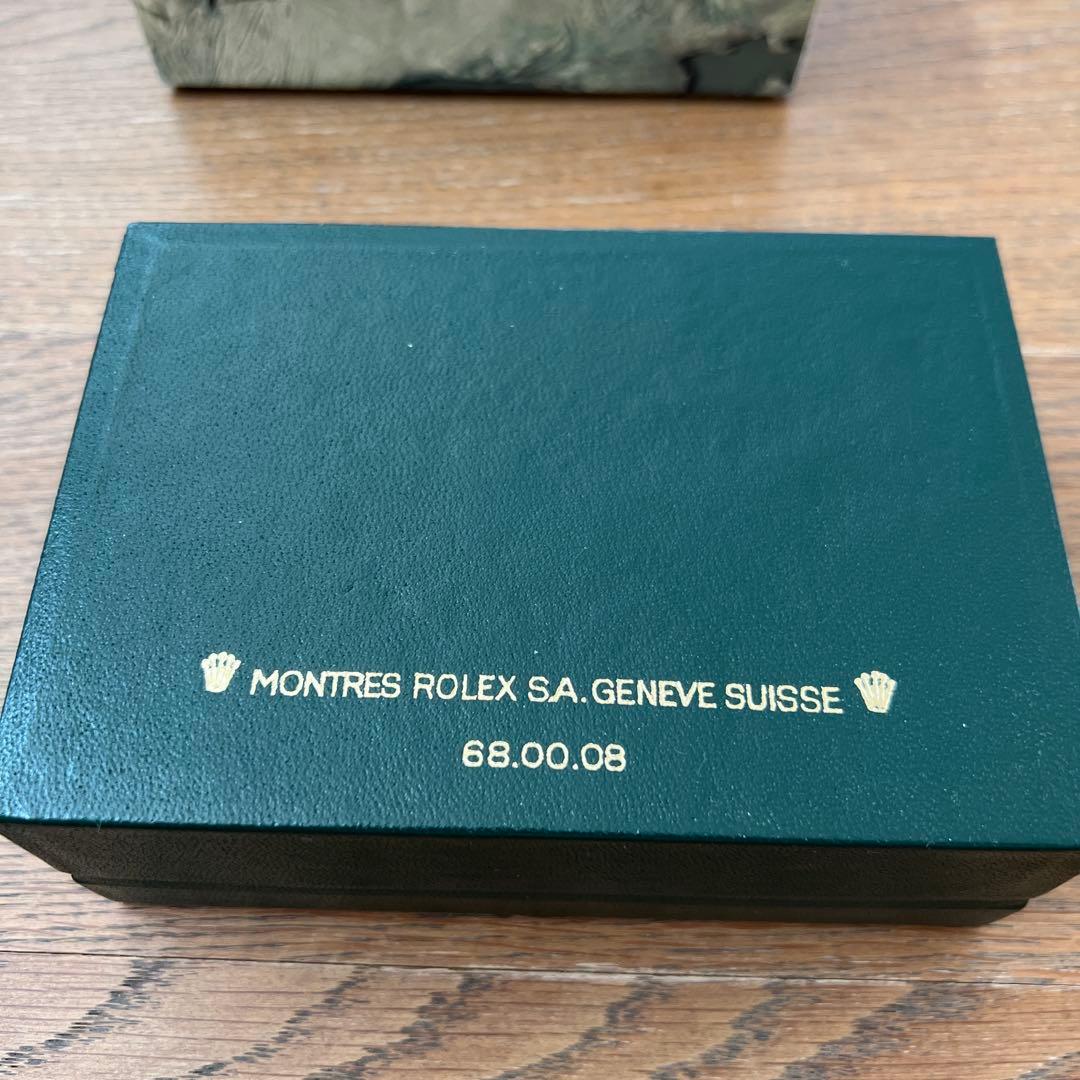 MONTRES ROLEX S.A. GENEVE SUISSE
68.00.08